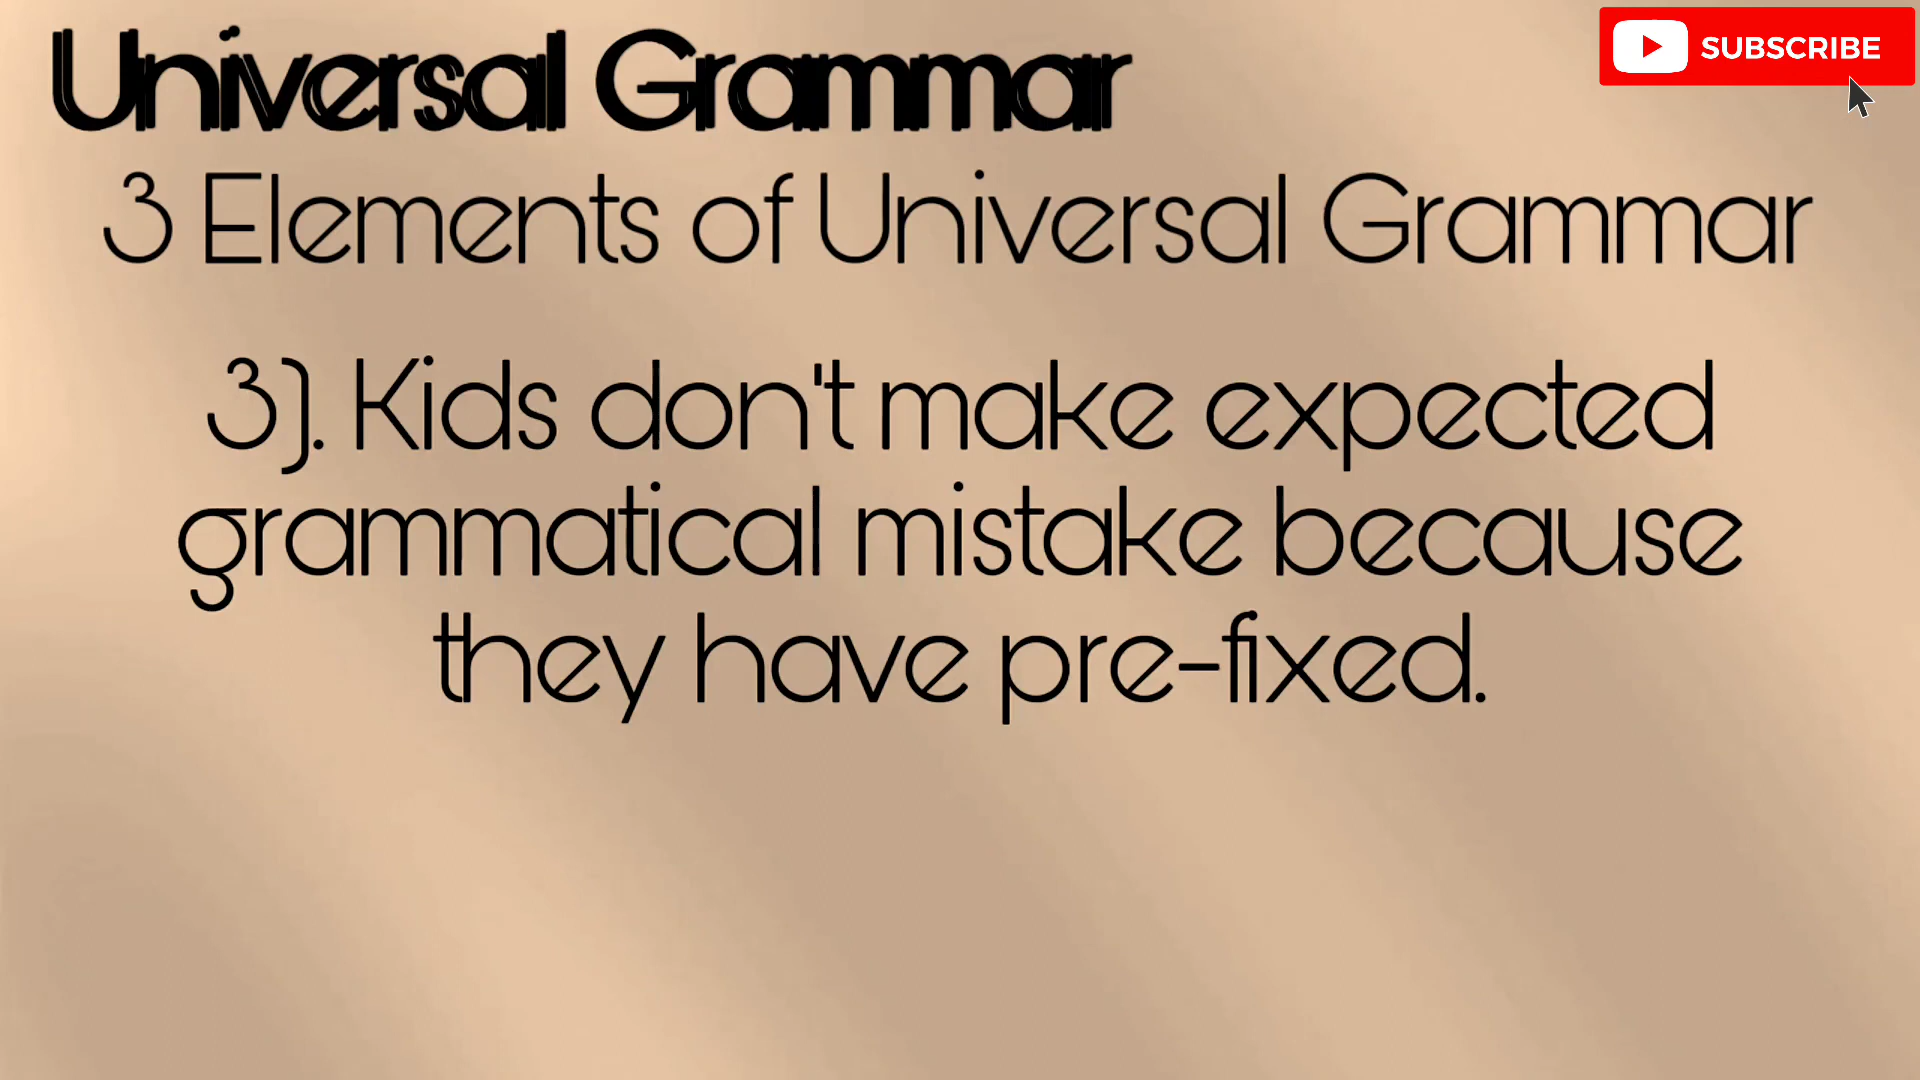 Universal Grammar
SUBSCRIBE
3 Elements of Universal Grammar
3). Kids don't make expected
grammatical mistake because
they have pre-fixed.